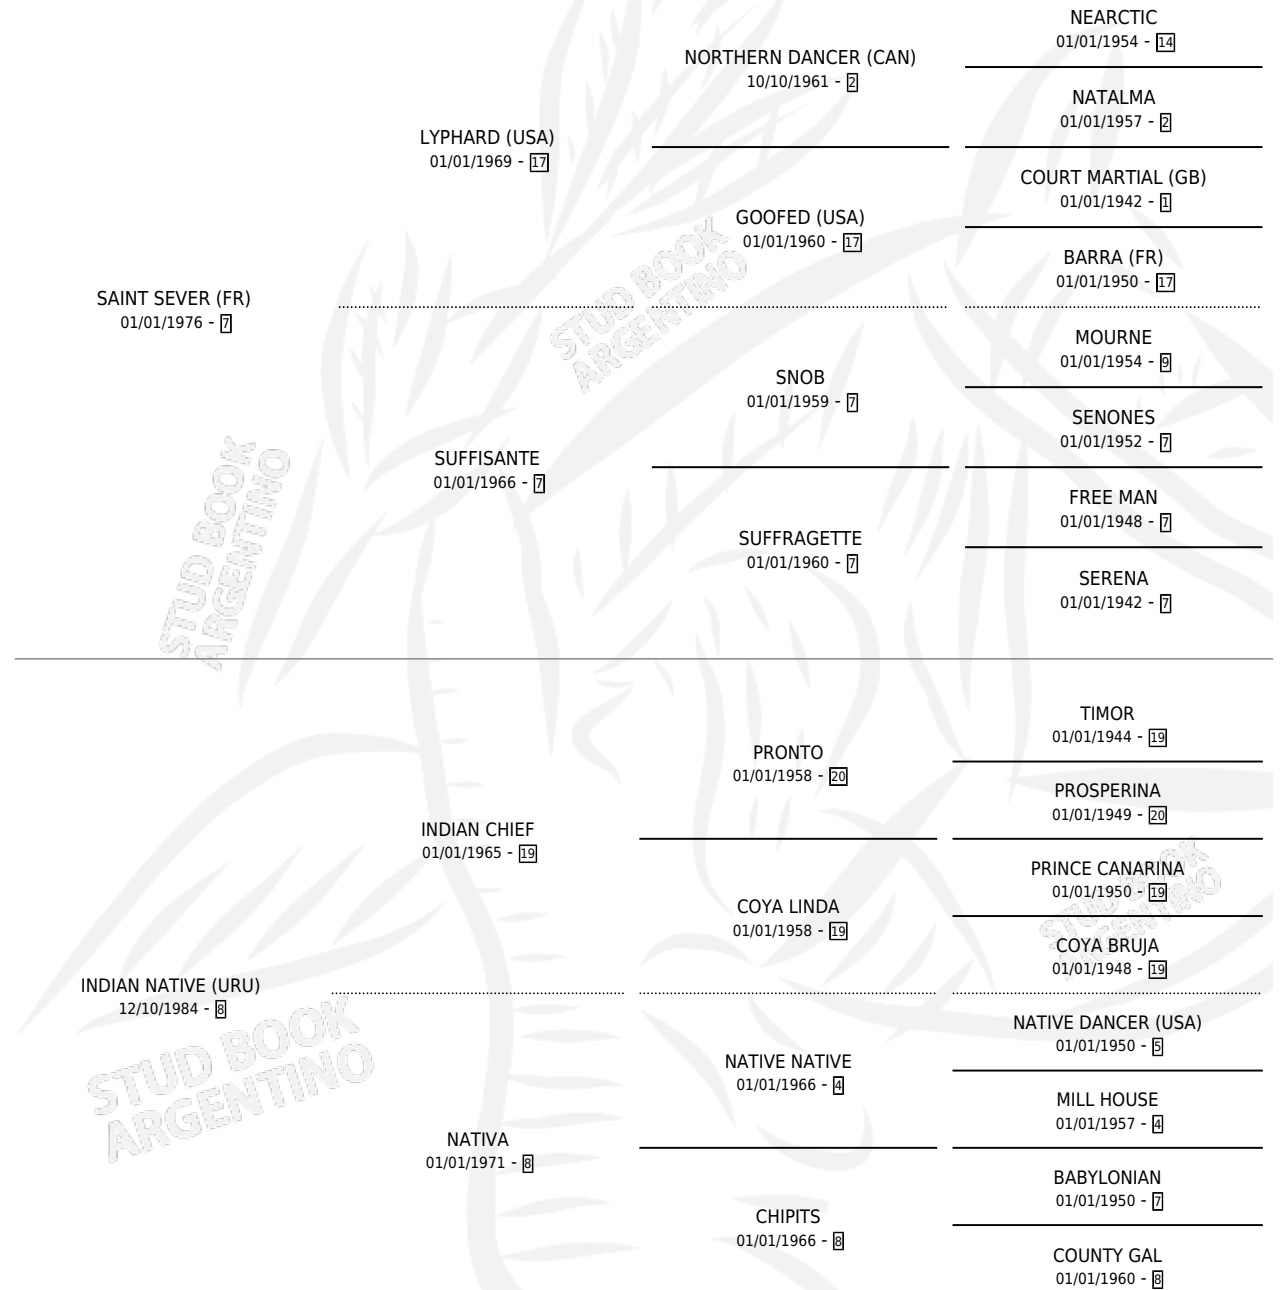 NEARCTIC
01/01/1954 - 14
NORTHERN DANCER (CAN)
10/10/1961 - 2
NATALMA
01/01/1957 - 2
LYPHARD (USA)
01/01/1969 - 17
COURT MARTIAL (GB)
01/01/1942 - 1
GOOFED (USA)
01/01/1960 - 17
BARRA (FR)
01/01/1950 - 17
SAINT SEVER (FR)
01/01/1976 - 7
MOURNE
01/01/1954 - 9
SNOB
01/01/1959 - 7
SENONES
01/01/1952 - 7
SUFFISANTE
01/01/1966 - 7
FREE MAN
01/01/1948 - 7
SUFFRAGETTE
01/01/1960 - 7
SERENA
01/01/1942 - 7
STUD BOOK
ARGENTINO
STUD BOOK
ARGENTINO
TIMOR
01/01/1944 - 19
PRONTO
01/01/1958 - 20
PROSPERINA
01/01/1949 - 20
INDIAN CHIEF
01/01/1965 - 19
PRINCE CANARINA
01/01/1950 - 19
COYA LINDA
01/01/1958 - 19
COYA BRUJA
01/01/1948 - 19
STUD BOOK
ARGENTINO
INDIAN NATIVE (URU)
12/10/1984 - 8
NATIVE DANCER (USA)
01/01/1950 - 5
NATIVE NATIVE
01/01/1966 - 4
MILL HOUSE
01/01/1957 - 4
NATIVA
01/01/1971 - 8
BABYLONIAN
01/01/1950 - 7
CHIPITS
01/01/1966 - 8
COUNTY GAL
01/01/1960 - 8
STUD BOOK
ARGENTINO